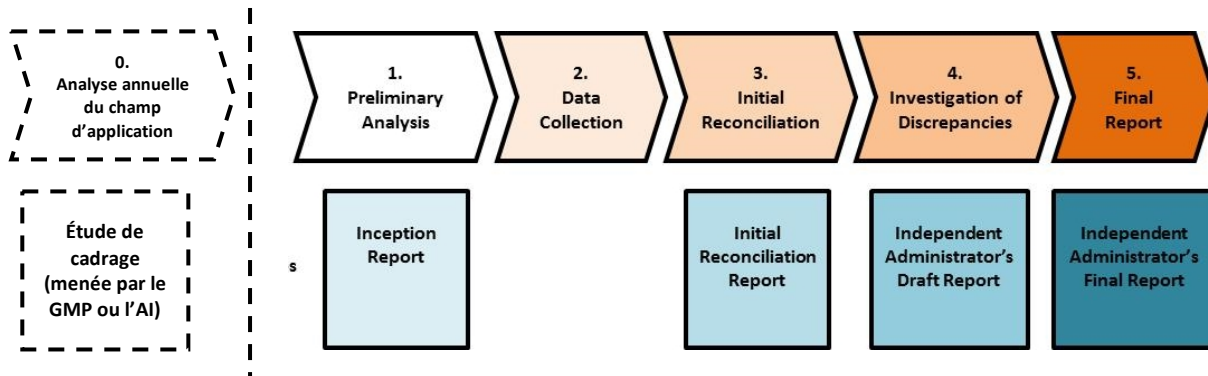 0.
Analyse annuelle
du champ
d’application
1.
Preliminary
Analysis
2.
Data
Collection
3.
Initial
Reconciliation
4.
Investigation of
Discrepancies
5.
Final
Report
Étude de
cadrage
(menée par le
GMP ou l’AI)
s
Inception
Report
Initial
Reconciliation
Report
Independent
Administrator’s
Draft Report
Independent
Administrator’s
Final Report